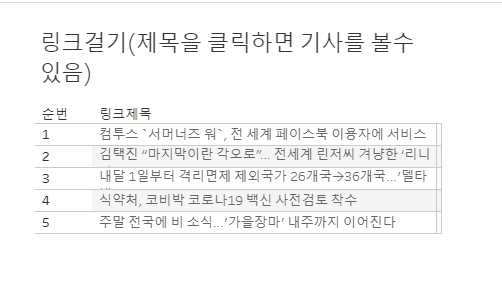 링크걸기(제목을 클릭하면 기사를 볼수
있음)
순번 링크제목
1 컴투스 `서머너즈 워`, 전 세계 페이스북 이용자에 서비스
2 김택진 “마지막이란 각오로”... 전세계 린저씨 겨냥한 ‘리니
3 내달 1일부터 격리면제 제외국가 26개국→36개국...’델타
4 식약처, 코비박 코로나19 백신 사전검토 착수
5 주말 전국에 비 소식...‘가을장마’ 내주까지 이어진다